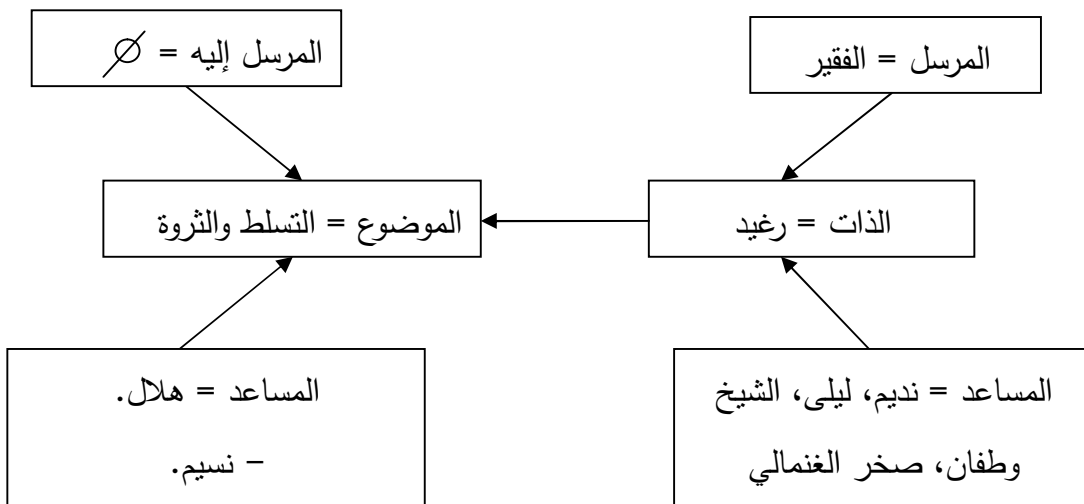 المرسل = الفقير
المرسل إليه = ∅
الذات = رغيد
الموضوع = التسلط والثروة
المساعد = نديم، ليلى، الشيخ
وطفان، صخر الغنمالي
المساعد = هلال.
– نسيم.